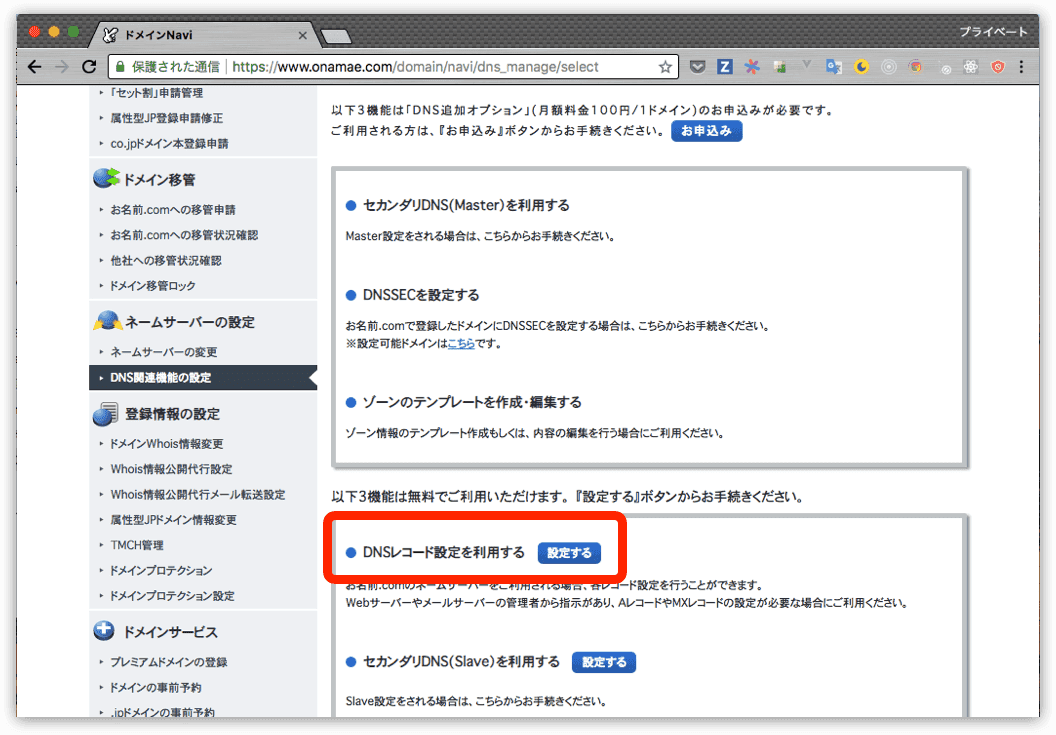 ドメインNavi
プライベート
保護された通信 https://www.onamae.com/domain/navi/dns_manage/select
「セット割」申請管理
属性型JP登録申請修正
co.jpドメイン本登録申請
ドメイン移管
お名前.comへの移管申請
お名前.comへの移管状況確認
他社への移管状況確認
ドメイン移管ロック
ネームサーバーの設定
ネームサーバーの変更
DNS関連機能の設定
登録情報の設定
ドメインWhois情報変更
Whois情報公開代行設定
Whois情報公開代行メール転送設定
属性型JPドメイン情報変更
TMCH管理
ドメインプロテクション
ドメインプロテクション設定
ドメインサービス
プレミアムドメインの登録
ドメインの事前予約
.jpドメインの事前予約
以下3機能は「DNS追加オプション」(月額料金100円/1ドメイン)のお申込みが必要です。
ご利用される方は、『お申込み』ボタンからお手続きください。 お申込み
セカンダリDNS(Master)を利用する
Master設定をされる場合は、こちらからお手続きください。
DNSSECを設定する
お名前.comで登録したドメインにDNSSECを設定する場合は、こちらからお手続きください。
※設定可能ドメインはこちらです。
ゾーンのテンプレートを作成・編集する
ゾーン情報のテンプレート作成もしくは、内容の編集を行う場合にご利用ください。
以下3機能は無料でご利用いただけます。『設定する』ボタンからお手続きください。
DNSレコード設定を利用する 設定する
お名前.comのネームサーバーをご利用される場合、各レコード設定を行うことができます。
Webサーバーやメールサーバーの管理者から指示があり、AレコードやMXレコードの設定が必要な場合にご利用ください。
セカンダリDNS(Slave)を利用する 設定する
Slave設定をされる場合は、こちらからお手続きください。